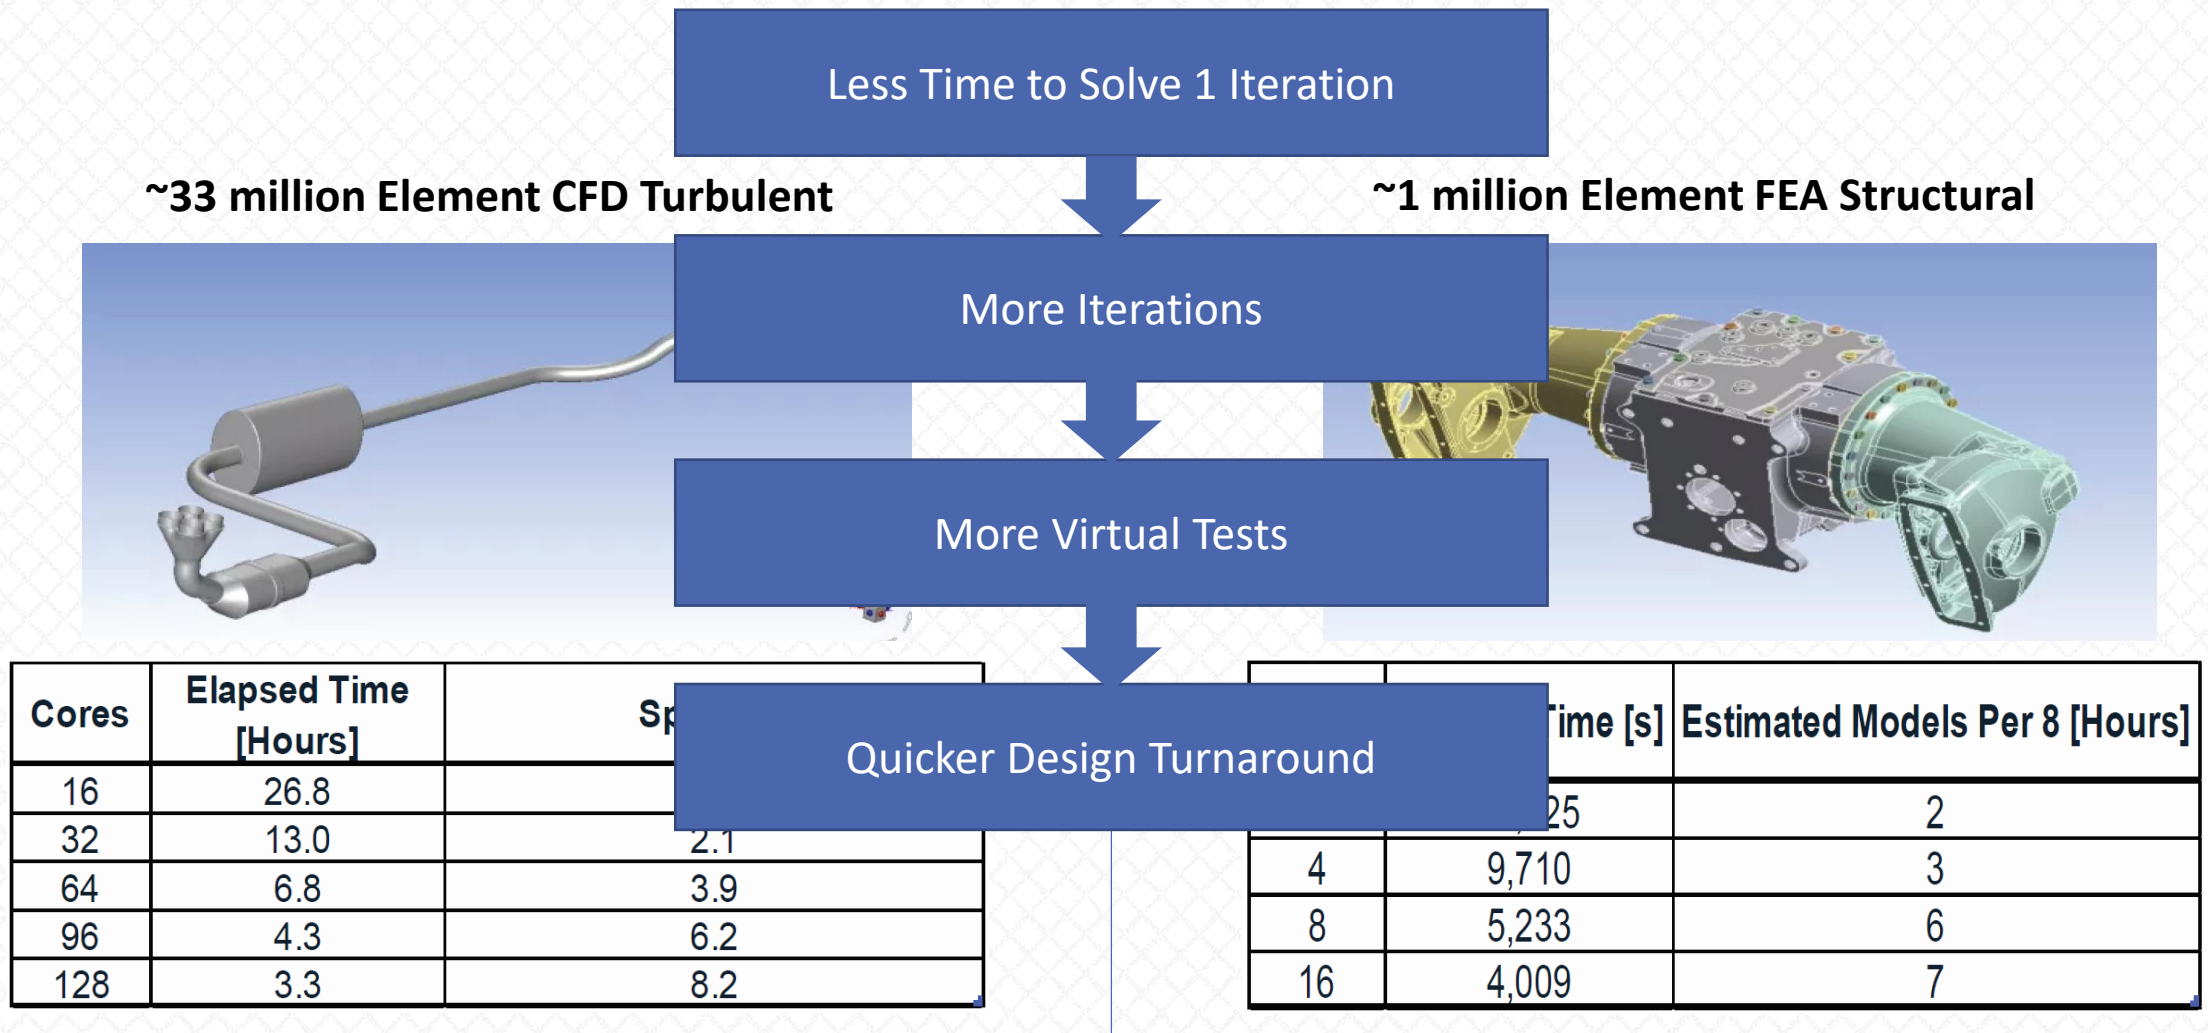 Less Time to Solve 1 Iteration
~33 million Element CFD Turbulent
~1 million Element FEA Structural
More Iterations
More Virtual Tests
Quicker Design Turnaround
Cores Elapsed Time [Hours]
16 26.8
32 13.0 2.1
64 6.8 3.9
96 4.3 6.2
128 3.3 8.2
[s] Estimated Models Per 8 [Hours]
2
4 9,710 3
8 5,233 6
16 4,009 7